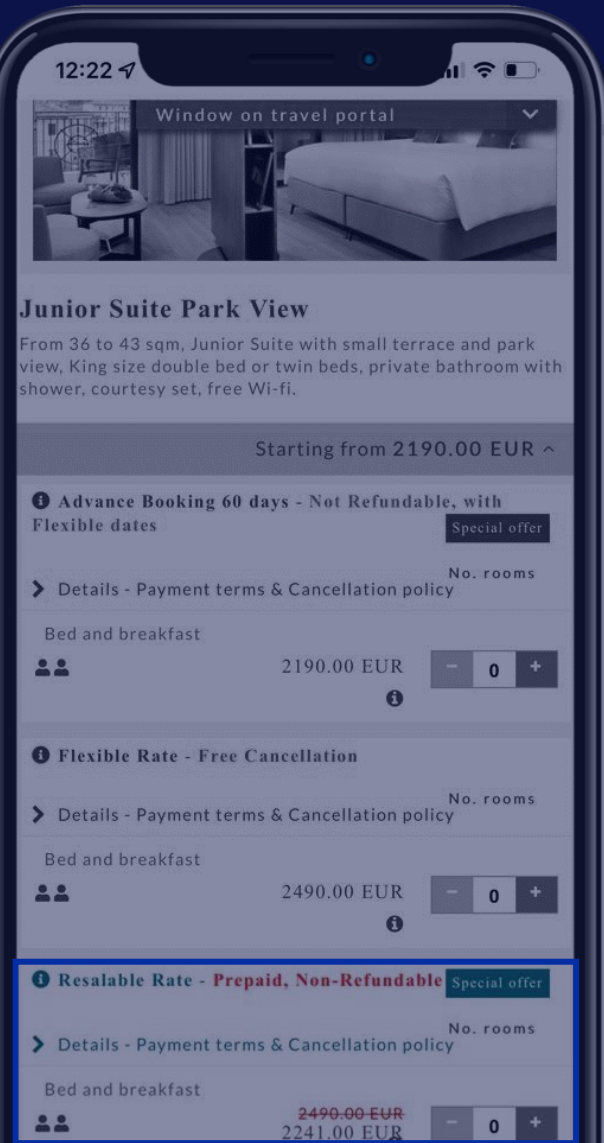 12:22
Window on travel portal
Junior Suite Park View
From 36 to 43 sqm, Junior Suite with small terrace and park
view, King size double bed or twin beds, private bathroom with
shower, courtesy set, free Wi-fi.
Starting from 2190.00 EUR
Advance Booking 60 days - Not Refundable, with
Flexible dates
Special offer
No. rooms
Details - Payment terms & Cancellation policy
Bed and breakfast
2190.00 EUR - 0 +
Flexible Rate - Free Cancellation
No. rooms
Details - Payment terms & Cancellation policy
Bed and breakfast
2490.00 EUR - 0 +
Resalable Rate - Prepaid, Non-Refundable Special offer
No. rooms
Details - Payment terms & Cancellation policy
Bed and breakfast
2490.00 EUR
2241.00 EUR - 0 +